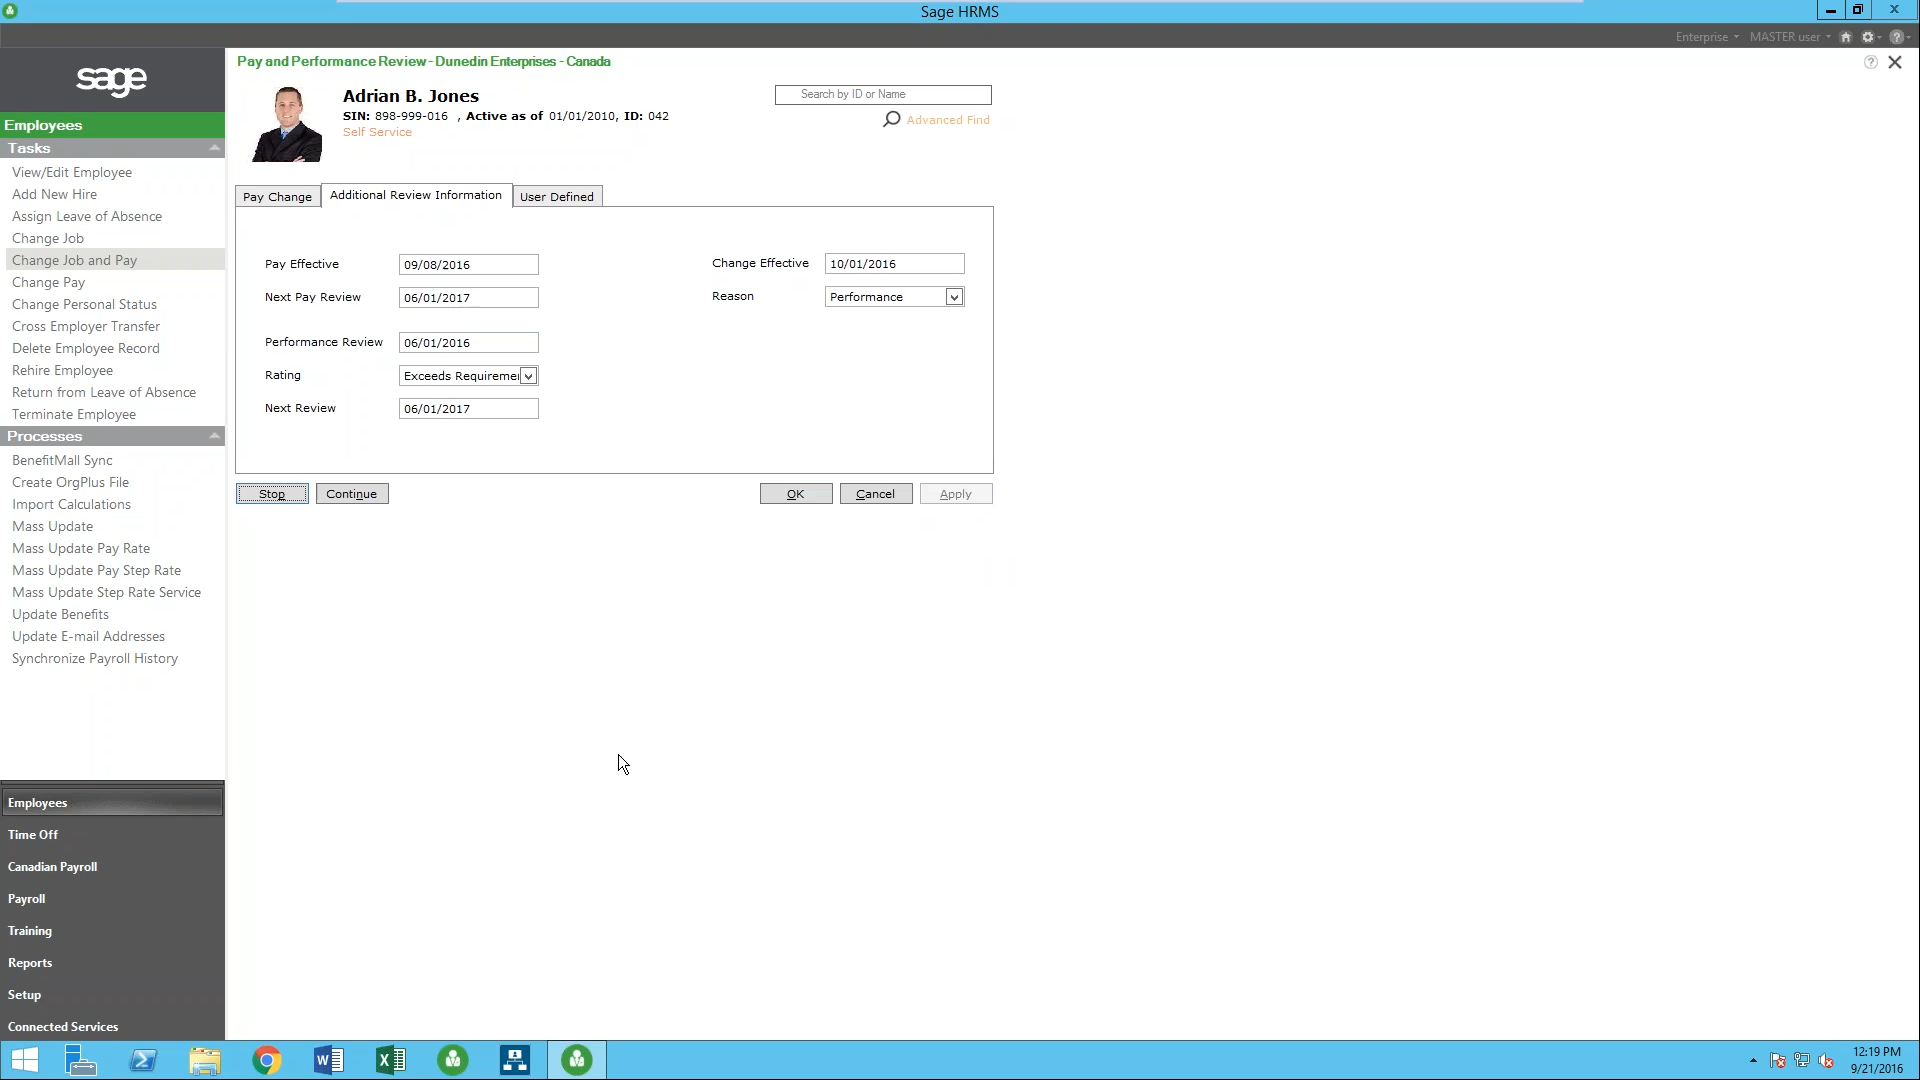 Sage HRMS
Enterprise
MASTER user
sage
Pay and Performance Review - Dunedin Enterprises - Canada
Adrian B. Jones
SIN: 898-999-016 , Active as of 01/01/2010, ID: 042
Self Service
Search by ID or Name
Advanced Find
Employees
Tasks
View/Edit Employee
Add New Hire
Assign Leave of Absence
Change Job
Change Job and Pay
Change Pay
Change Personal Status
Cross Employer Transfer
Delete Employee Record
Rehire Employee
Return from Leave of Absence
Terminate Employee
Processes
BenefitMall Sync
Create OrgPlus File
Import Calculations
Mass Update
Mass Update Pay Rate
Mass Update Pay Step Rate
Mass Update Step Rate Service
Update Benefits
Update E-mail Addresses
Synchronize Payroll History
Pay Change
Additional Review Information
User Defined
Pay Effective 09/08/2016
Next Pay Review 06/01/2017
Performance Review 06/01/2016
Rating Exceeds Requireme
Next Review 06/01/2017
Change Effective 10/01/2016
Reason Performance
Stop
Continue
OK
Cancel
Apply
Employees
Time Off
Canadian Payroll
Payroll
Training
Reports
Setup
Connected Services
12:19 PM
9/21/2016